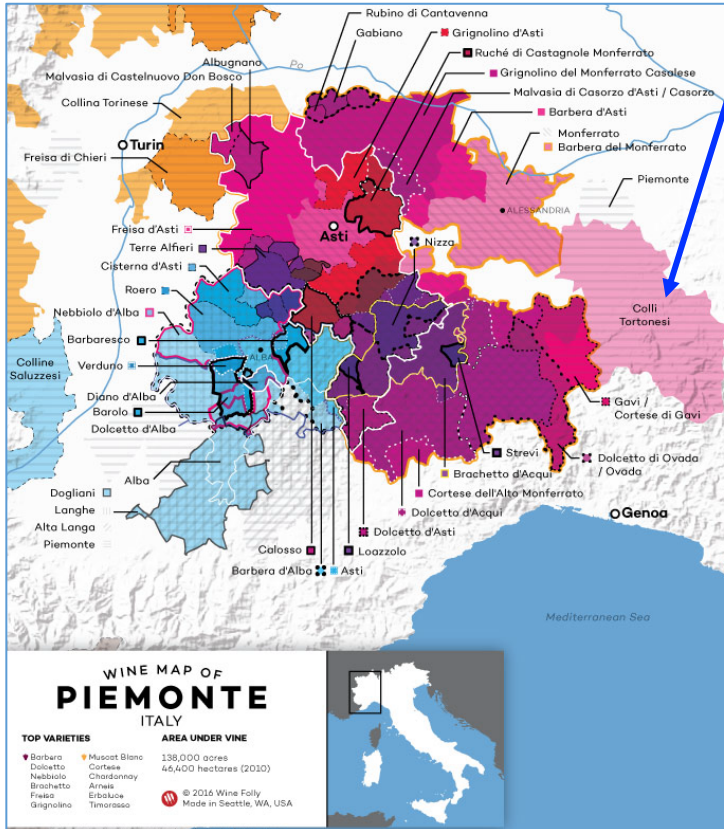 Rubino di Cantavenna
Gabiano
Grignolino d'Asti
Ruché di Castagnole Monferrato
Grignolino del Monferrato Casalese
Malvasia di Casorzo d'Asti / Casorzo
Barbera d'Asti
Monferrato
Barbera del Monferrato
Piemonte
Po
Albugnano
Malvasia di Castelnuovo Don Bosco
Collina Torinese
Turin
Freisa di Chieri
ALESSANDRIA
Asti
Nizza
Freisa d'Asti
Terre Alfieri
Cisterna d'Asti
Roero
Nebbiolo d'Alba
Barbaresco
Colline
Saluzzesi
Verduno
ALBA
Diano d'Alba
Barolo
Dolcetto d'Alba
Colli
Tortonesi
Gavi /
Cortese di Gavi
Strevi
Dolcetto di Ovada
/ Ovada
Brachetto d'Acqui
Cortese dell'Alto Monferrato
Dolcetto d'Acqui
Dolcetto d'Asti
Alba
Dogliani
Langhe
Alta Langa
Piemonte
Calosso
Loazzolo
Barbera d'Alba
Asti
Genoa
Mediterranean Sea
WINE MAP OF
PIEMONTE
ITALY
TOP VARIETIES
Barbera
Dolcetto
Nebbiolo
Brachetto
Freisa
Grignolino
Muscat Blanc
Cortese
Chardonnay
Arneis
Erbaluce
Timorasso
AREA UNDER VINE
138,000 acres
46,400 hectares (2010)
© 2016 Wine Folly
Made in Seattle, WA, USA